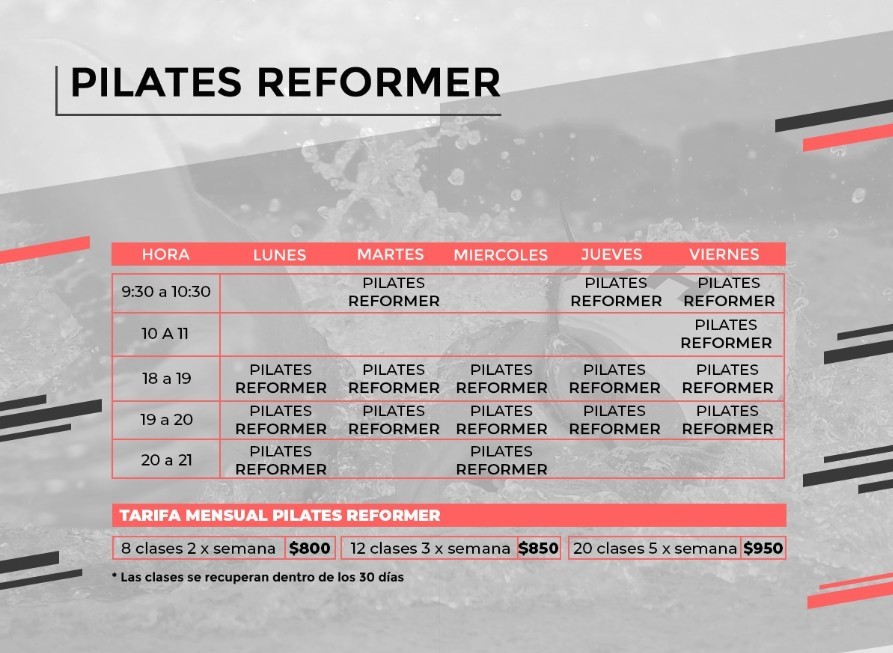 PILATES REFORMER
HORA LUNES MARTES MIERCOLES JUEVES VIERNES
9:30 a 10:30 PILATES REFORMER PILATES REFORMER PILATES REFORMER
10 A 11 PILATES REFORMER
18 a 19 PILATES REFORMER PILATES REFORMER PILATES REFORMER PILATES REFORMER PILATES REFORMER
19 a 20 PILATES REFORMER PILATES REFORMER PILATES REFORMER PILATES REFORMER PILATES REFORMER
20 a 21 PILATES REFORMER PILATES REFORMER
TARIFA MENSUAL PILATES REFORMER
8 clases 2 x semana $800 12 clases 3 x semana $850 20 clases 5 x semana $950
* Las clases se recuperan dentro de los 30 días